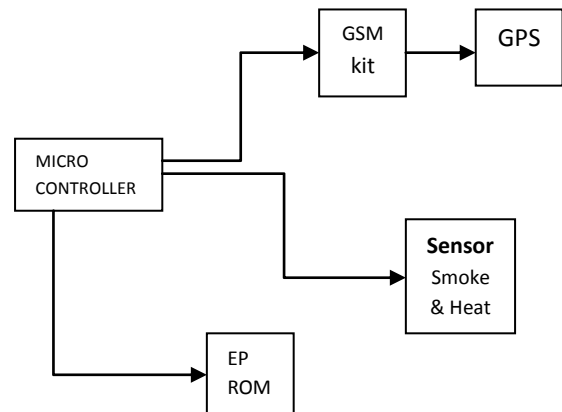 GSM
kit
GPS
MICRO
CONTROLLER
Sensor
Smoke
& Heat
EP
ROM